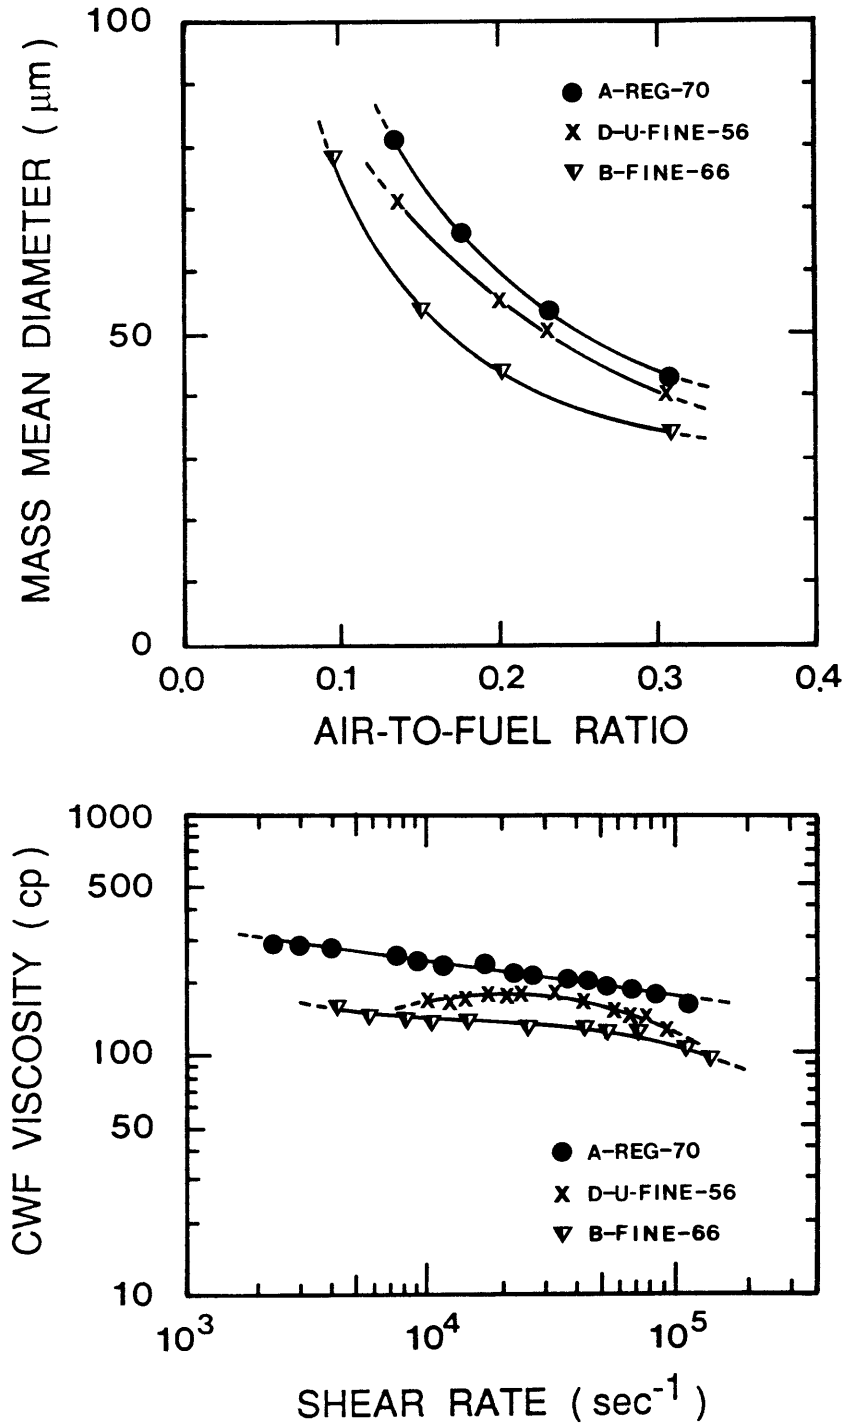 100
MASS MEAN DIAMETER (μm)
● A-REG-70
x D-U-FINE-56
B-FINE-66
50
0
0.0 0.1 0.2 0.3 0.4
AIR-TO-FUEL RATIO
1000
CWF VISCOSITY (cp)
500
100
50
● A-REG-70
x D-U-FINE-56
B-FINE-66
10
10³ 10⁴ 10⁵
SHEAR RATE (sec⁻¹)